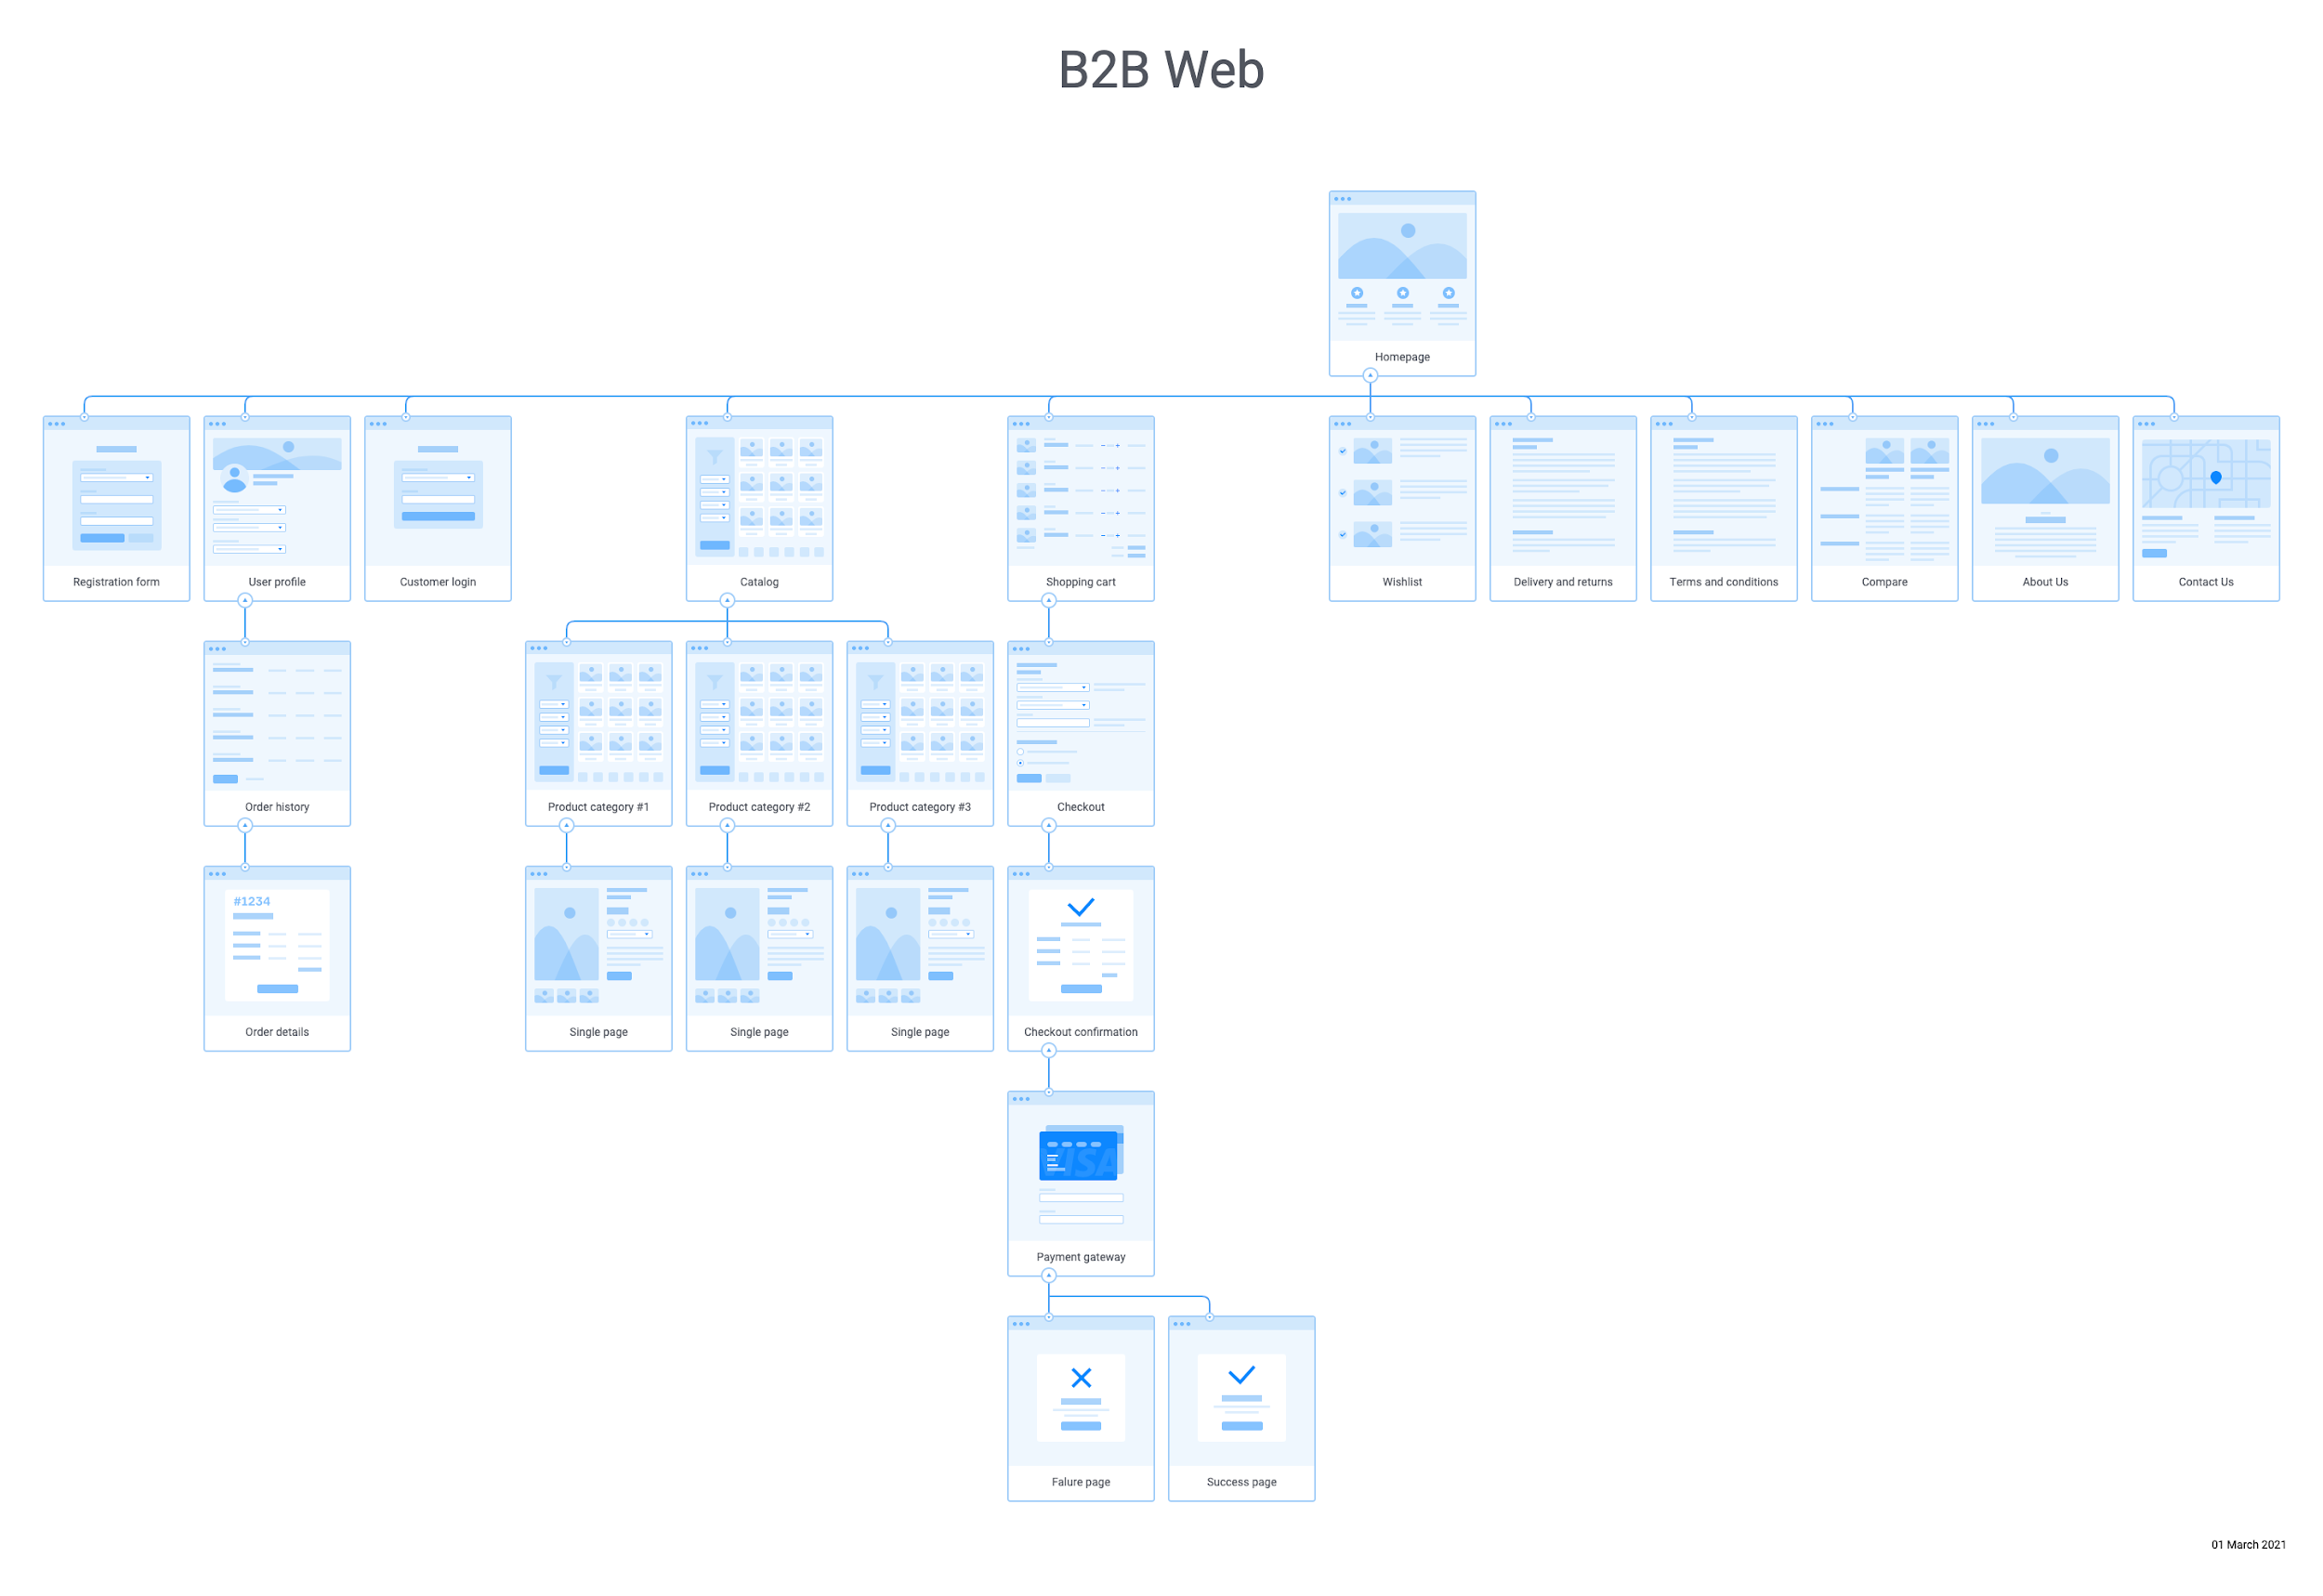 B2B Web
Homepage
Registration form
User profile
Customer login
Catalog
Shopping cart
Wishlist
Delivery and returns
Terms and conditions
Compare
About Us
Contact Us
Order history
Product category #1
Product category #2
Product category #3
Checkout
#1234
Order details
Single page
Single page
Single page
Checkout confirmation
VISA
Payment gateway
Falure page
Success page
01 March 2021